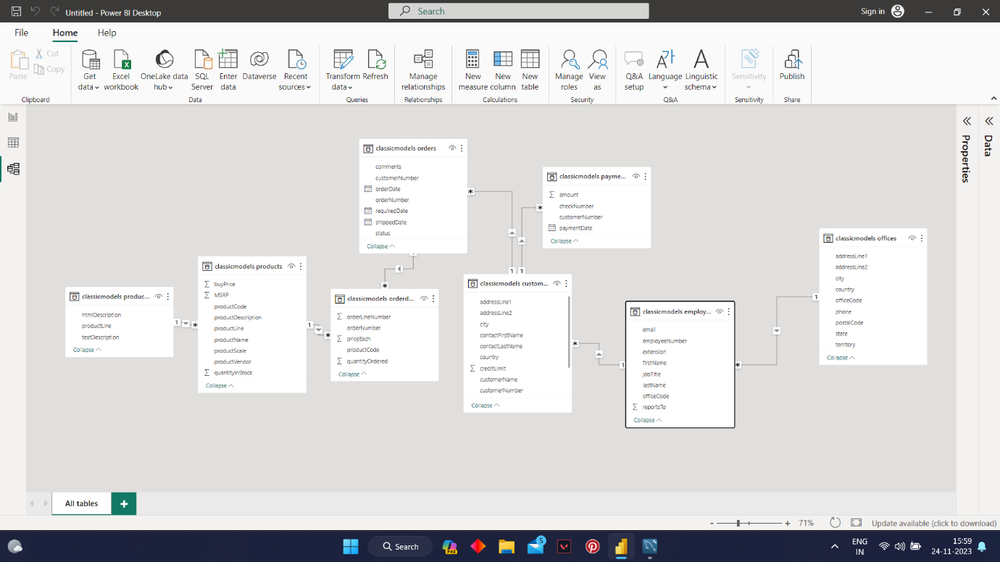 Untitled - Power BI Desktop
Search
Sign in
File
Home
Help
Paste
Cut
Copy
Clipboard
Get data
Excel workbook
OneLake data hub
SQL Server
Enter data
Dataverse
Recent sources
Data
Transform data
Refresh
Queries
Manage relationships
Relationships
New measure
New column
New table
Calculations
Manage roles
View as
Security
Q&A setup
Language
Linguistic schema
Q&A
Sensitivity
Sensitivity
Publish
Share
Properties
Data
classicmodels orders
comments
customerNumber
orderDate
orderNumber
requiredDate
shippedDate
status
Collapse
classicmodels payme...
Σ amount
checkNumber
customerNumber
paymentDate
Collapse
classicmodels offices
addressLine1
addressLine2
city
country
officeCode
phone
postalCode
state
territory
Collapse
classicmodels products
Σ buyPrice
Σ MSRP
productCode
productDescription
productLine
productName
productScale
productVendor
Σ quantityInStock
Collapse
classicmodels produc...
htmlDescription
productLine
textDescription
Collapse
classicmodels orderd...
Σ orderLineNumber
orderNumber
Σ priceEach
productCode
Σ quantityOrdered
Collapse
classicmodels custom...
addressLine1
addressLine2
city
contactFirstName
contactLastName
country
Σ creditLimit
customerName
customerNumber
Collapse
classicmodels employ...
email
employeeNumber
extension
firstName
jobTitle
lastName
officeCode
Σ reportsTo
Collapse
1 *
1 *
*
* 1
* 1
* 1
* 1
All tables
+
- + 71%
Update available (click to download)
Search
PRE
5
ENG
IN
15:59
24-11-2023